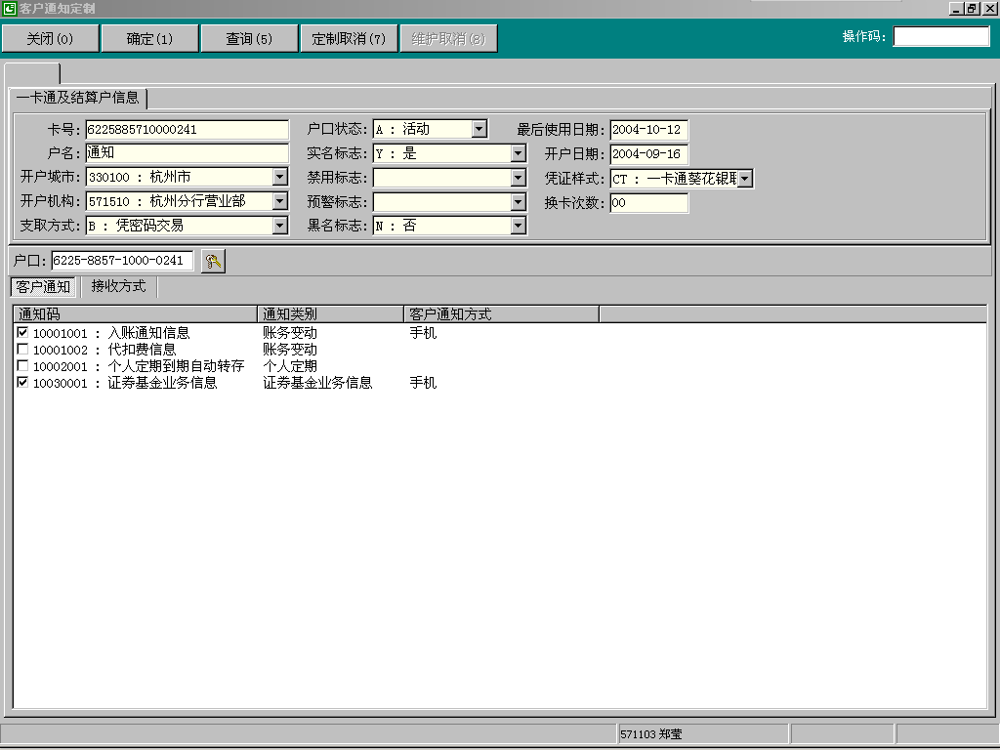 客户通知定制
关闭(0) 确定(1) 查询(5) 定制取消(7) 维护取消(8) 操作码:
一卡通及结算户信息
卡号: 6225885710000241 户口状态: A : 活动 最后使用日期: 2004-10-12
户名: 通知 实名标志: Y : 是 开户日期: 2004-09-16
开户城市: 330100 : 杭州市 禁用标志: 凭证样式: CT : 一卡通葵花银联
开户机构: 571510 : 杭州分行营业部 预警标志: 换卡次数: 00
支取方式: B : 凭密码交易 黑名标志: N : 否
户口: 6225-8857-1000-0241
客户通知 接收方式
通知码 通知类别 客户通知方式
10001001 : 入账通知信息 账务变动 手机
10001002 : 代扣费信息 账务变动
10002001 : 个人定期到期自动转存 个人定期
10030001 : 证券基金业务信息 证券基金业务信息 手机
571103 郑莹